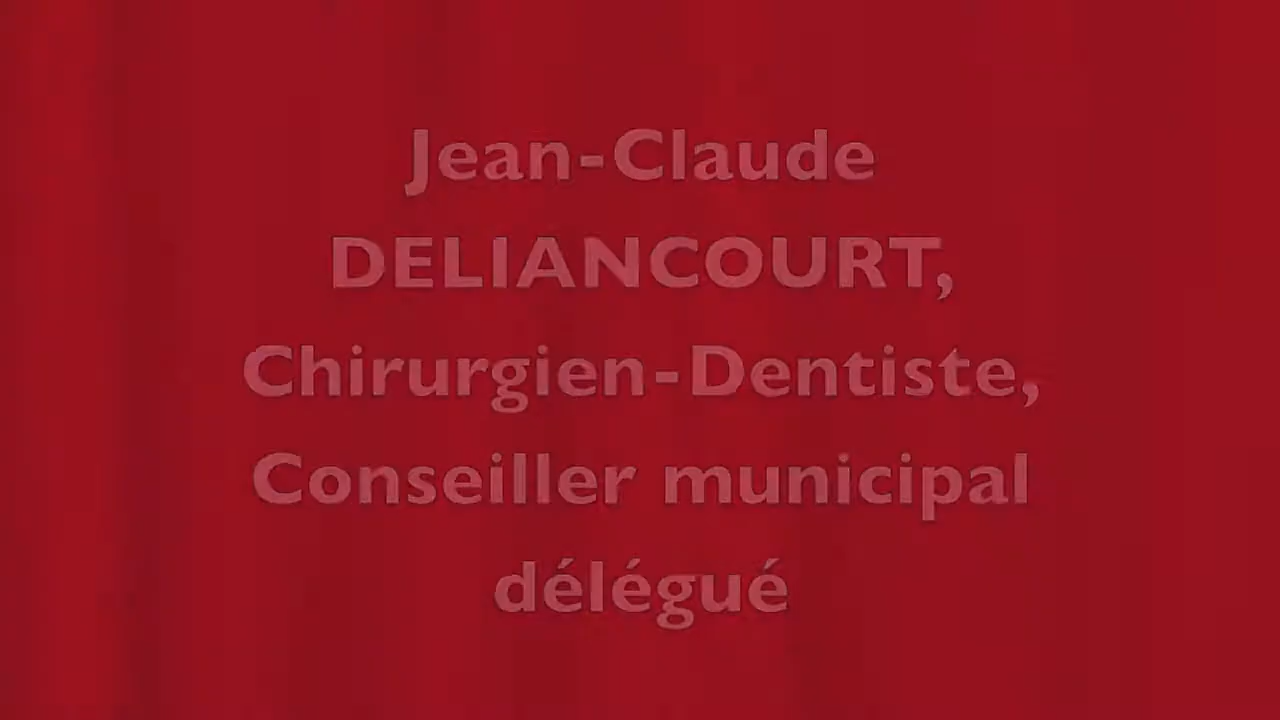 Jean-Claude
DELIANCOURT,
Chirurgien-Dentiste,
Conseiller municipal
délégué